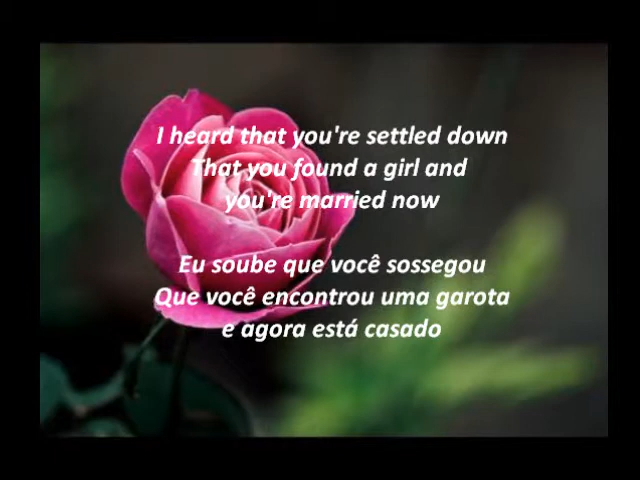 I heard that you're settled down
That you found a girl and
you're married now
Eu soube que você sossegou
Que você encontrou uma garota
e agora está casado